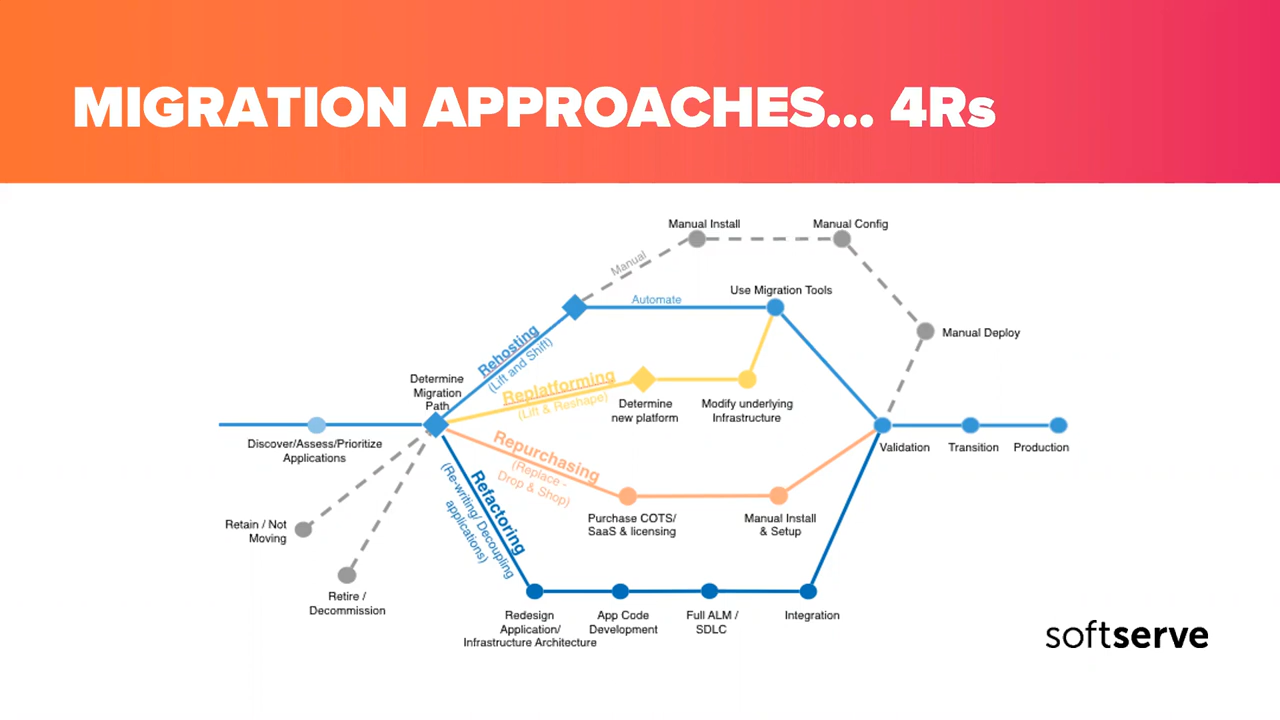 MIGRATION APPROACHES... 4Rs
Manual Install
Manual Config
Manual
Use Migration Tools
Automate
Manual Deploy
Rehosting
(Lift and Shift)
Determine
Migration
Path
Replatforming
(Lift & Reshape)
Determine
new platform
Modify underlying
Infrastructure
Discover/Assess/Prioritize
Applications
Validation
Transition
Production
Repurchasing
(Replace -
Drop & Shop)
Purchase COTS/
SaaS & licensing
Manual Install
& Setup
Refactoring
(Re-writing/ Decoupling
applications)
Retain / Not
Moving
Retire /
Decommission
Redesign
Application/
Infrastructure Architecture
App Code
Development
Full ALM /
SDLC
Integration
softserve